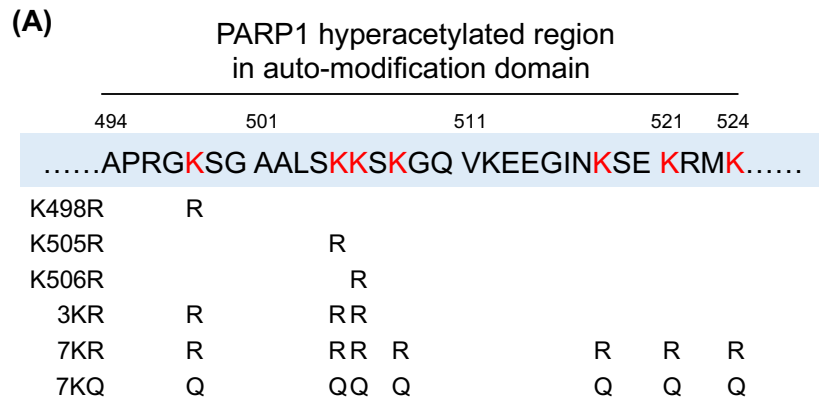 (A)
PARP1 hyperacetylated region
in auto-modification domain
494 501 511 521 524
......APRGKSG AALSKKSKGQ VKEEGINKSE KRMK......
K498R R
K505R R
K506R R
3KR R RR
7KR R RR R R R R
7KQ Q QQ Q Q Q Q